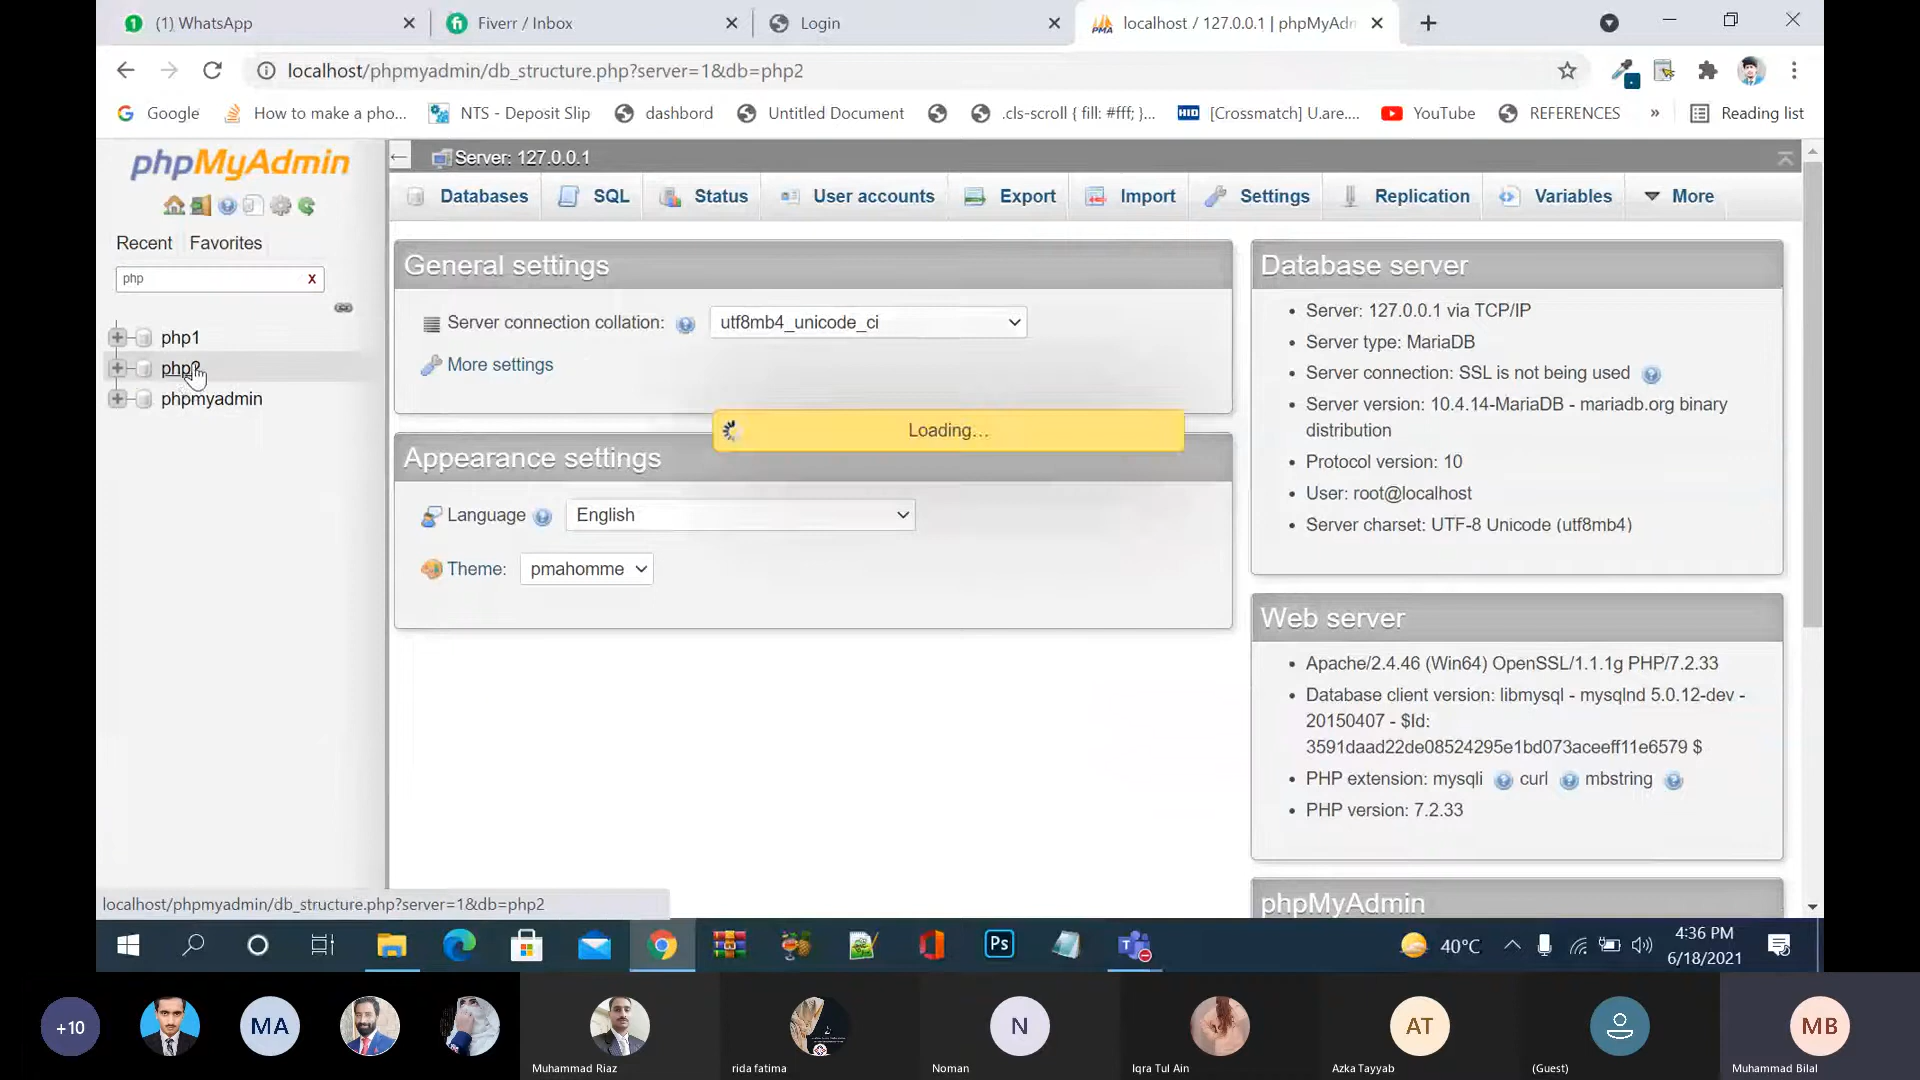 (1) WhatsApp
Fiverr / Inbox
Login
localhost / 127.0.0.1 | phpMyAdm
localhost/phpmyadmin/db_structure.php?server=1&db=php2
Google
How to make a pho...
NTS - Deposit Slip
dashbord
Untitled Document
.cls-scroll { fill: #fff; }...
HID [Crossmatch] U.are....
YouTube
REFERENCES
»
Reading list
phpMyAdmin
Recent Favorites
php X
php1
php2
phpmyadmin
Server: 127.0.0.1
Databases
SQL
Status
User accounts
Export
Import
Settings
Replication
Variables
More
General settings
Server connection collation: utf8mb4_unicode_ci
More settings
Loading...
Appearance settings
Language English
Theme: pmahomme
Database server
• Server: 127.0.0.1 via TCP/IP
• Server type: MariaDB
• Server connection: SSL is not being used
• Server version: 10.4.14-MariaDB - mariadb.org binary
distribution
• Protocol version: 10
• User: root@localhost
• Server charset: UTF-8 Unicode (utf8mb4)
Web server
• Apache/2.4.46 (Win64) OpenSSL/1.1.1g PHP/7.2.33
• Database client version: libmysql - mysqlnd 5.0.12-dev -
20150407 - $Id:
3591daad22de08524295e1bd073aceeff11e6579 $
• PHP extension: mysqli curl mbstring
• PHP version: 7.2.33
phpMyAdmin
localhost/phpmyadmin/db_structure.php?server=1&db=php2
Ps
40°C
4:36 PM
6/18/2021
+10
MA
N
AT
MB
Muhammad Riaz
rida fatima
Noman
Iqra Tul Ain
Azka Tayyab
(Guest)
Muhammad Bilal